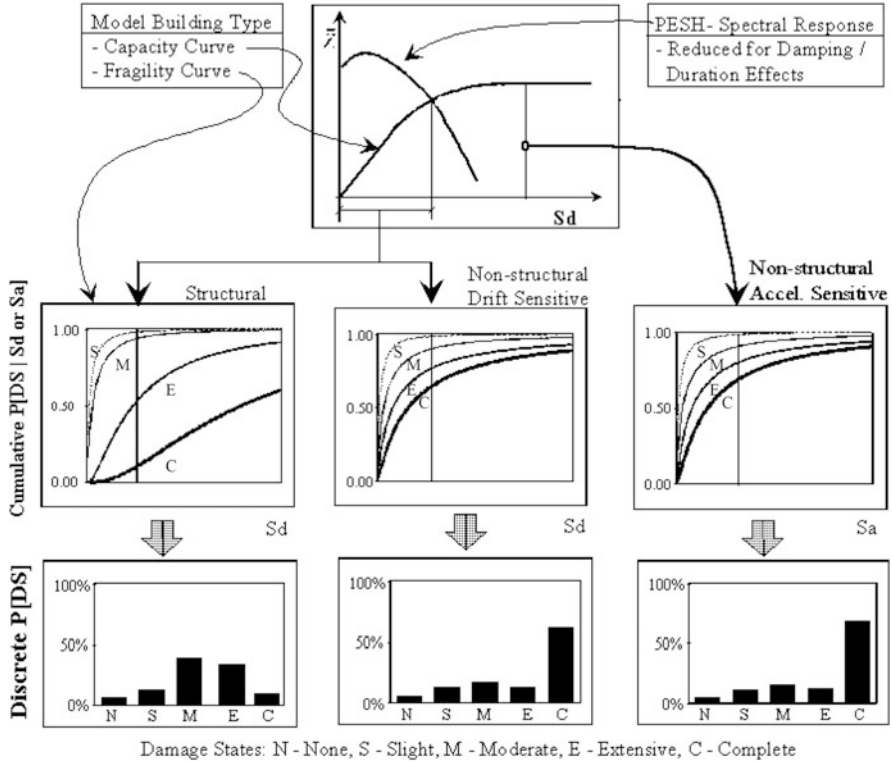 Model Building Type
- Capacity Curve
- Fragility Curve
PESH- Spectral Response
- Reduced for Damping /
Duration Effects
Sd
Cumulative P[DS | Sd or Sa]
Structural
1.00
0.50
0.00
S
M
E
C
Sd
Non-structural
Drift Sensitive
1.00
0.50
0.00
S
M
E
C
Sd
Non-structural
Accel. Sensitive
1.00
0.50
0.00
S
M
E
C
Sa
Discrete P[DS]
100%
50%
0%
N S M E C
100%
50%
0%
N S M E C
100%
50%
0%
N S M E C
Damage States: N - None, S - Slight, M - Moderate, E - Extensive, C - Complete